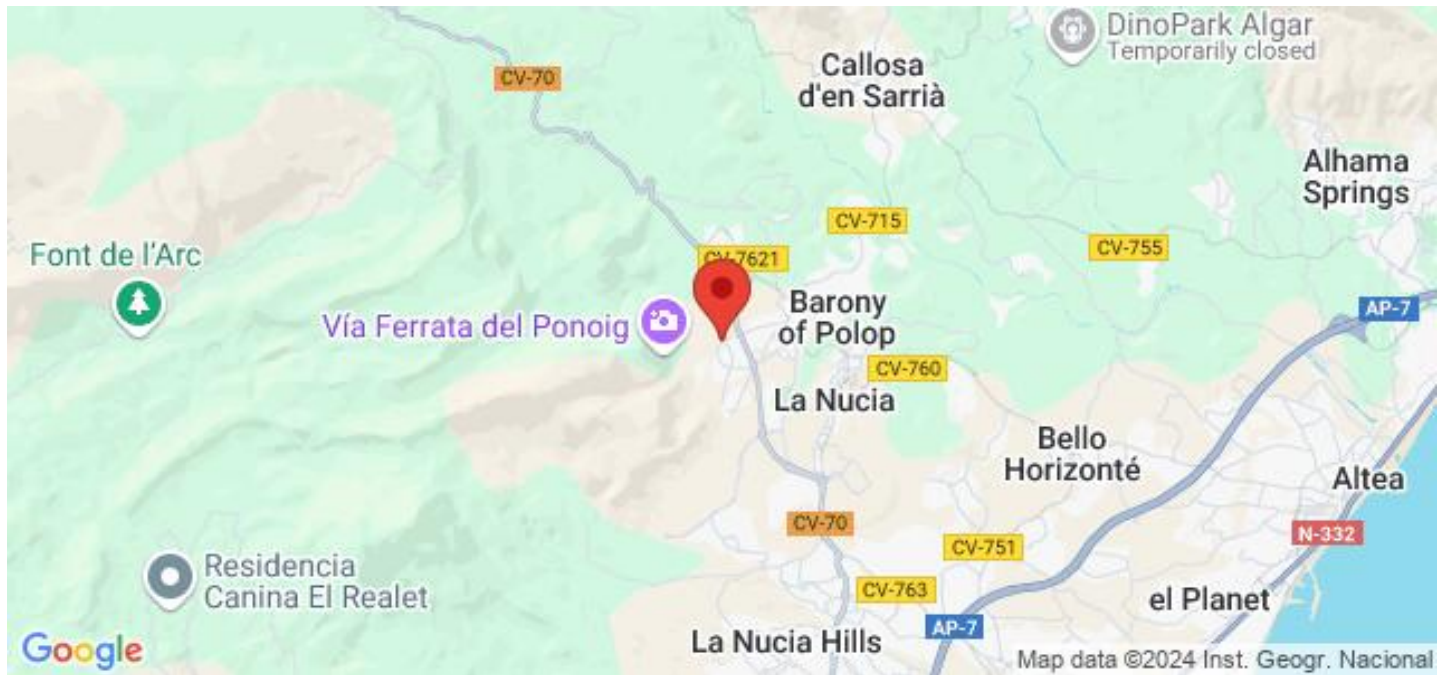 DinoPark Algar
Temporarily closed
Callosa
d'en Sarrià
CV-70
Alhama
Springs
CV-715
CV-755
Font de l'Arc
CV-7621
Vía Ferrata del Ponoig
Barony
of Polop
AP-7
CV-760
La Nucia
Bello
Horizonté
Altea
CV-70
N-332
CV-751
Residencia
Canina El Realet
CV-763
el Planet
AP-7
La Nucia Hills
Google
Map data ©2024 Inst. Geogr. Nacional